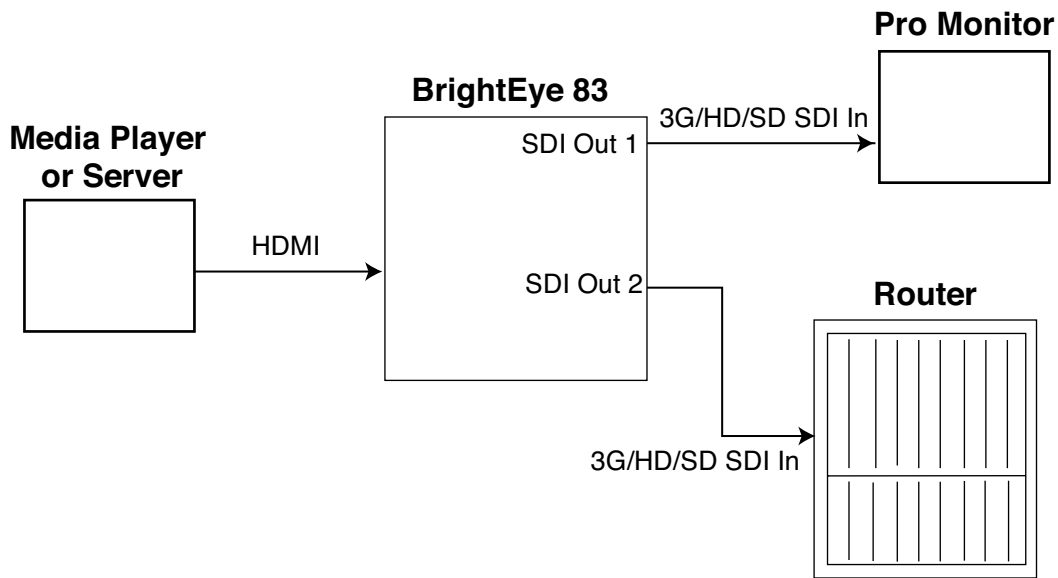 Pro Monitor
BrightEye 83
SDI Out 1
3G/HD/SD SDI In
Media Player
or Server
HDMI
SDI Out 2
Router
3G/HD/SD SDI In